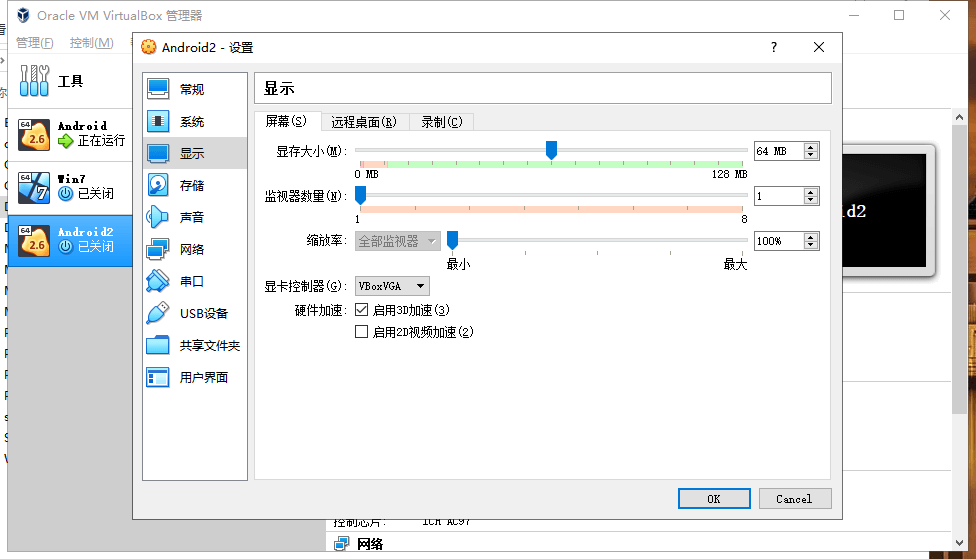 Oracle VM VirtualBox 管理器
管理(F) 控制(M)
工具
64
2.6
Android
正在运行
64
7
Win7
已关闭
64
2.6
Android2
已关闭
Android2 - 设置
?
常规
系统
显示
存储
声音
网络
串口
USB设备
共享文件夹
用户界面
显示
屏幕(S) 远程桌面(R) 录制(C)
显存大小(M): 64 MB
0 MB 128 MB
监视器数量(N): 1
1 8
缩放率: 全部监视器 100%
最小 最大
显卡控制器(G): VBoxVGA
硬件加速: 启用3D加速(3)
启用2D视频加速(2)
OK Cancel
id2
控制芯片: ICH AC97
网络